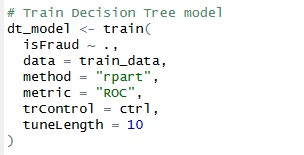 # Train Decision Tree model
dt_model <- train(
  isFraud ~ .,
  data = train_data,
  method = "rpart",
  metric = "ROC",
  trControl = ctrl,
  tuneLength = 10
)